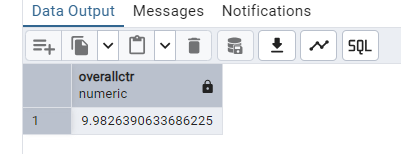 Data Output Messages Notifications
SQL
overallctr
numeric
1 9.9826390633686225